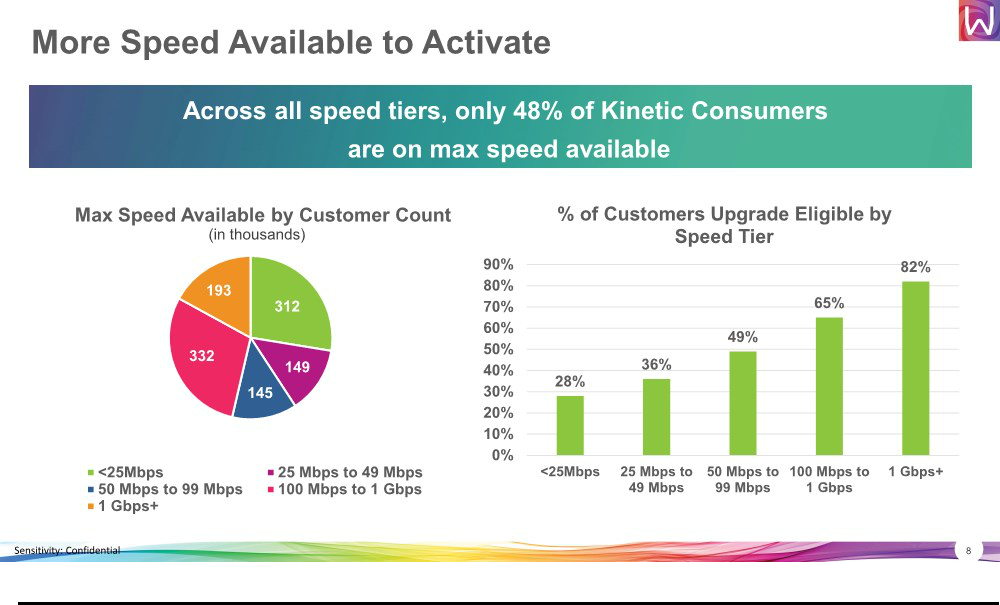 More Speed Available to Activate
W
Across all speed tiers, only 48% of Kinetic Consumers
are on max speed available
Max Speed Available by Customer Count
(in thousands)
193
312
332
149
145
<25Mbps
25 Mbps to 49 Mbps
50 Mbps to 99 Mbps
100 Mbps to 1 Gbps
1 Gbps+
% of Customers Upgrade Eligible by
Speed Tier
90%
80%
70%
60%
50%
40%
30%
20%
10%
0%
28%
36%
49%
65%
82%
<25Mbps
25 Mbps to
49 Mbps
50 Mbps to
99 Mbps
100 Mbps to
1 Gbps
1 Gbps+
Sensitivity: Confidential
8